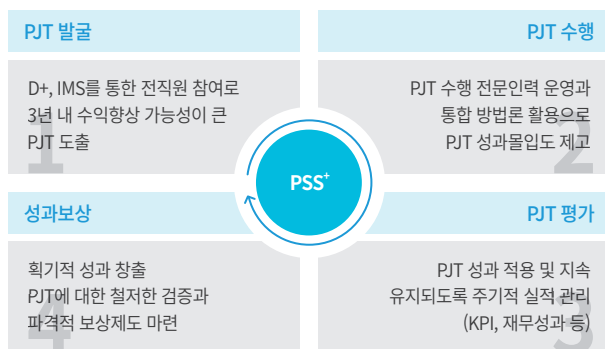 PJT 발굴
D+, IMS를 통한 전직원 참여로
3년 내 수익향상 가능성이 큰
PJT 도출
1
PJT 수행
PJT 수행 전문인력 운영과
통합 방법론 활용으로
PJT 성과몰입도 제고
2
PSS+
PJT 평가
PJT 성과 적용 및 지속
유지되도록 주기적 실적 관리
(KPI, 재무성과 등)
3
성과보상
획기적 성과 창출
PJT에 대한 철저한 검증과
파격적 보상제도 마련
4